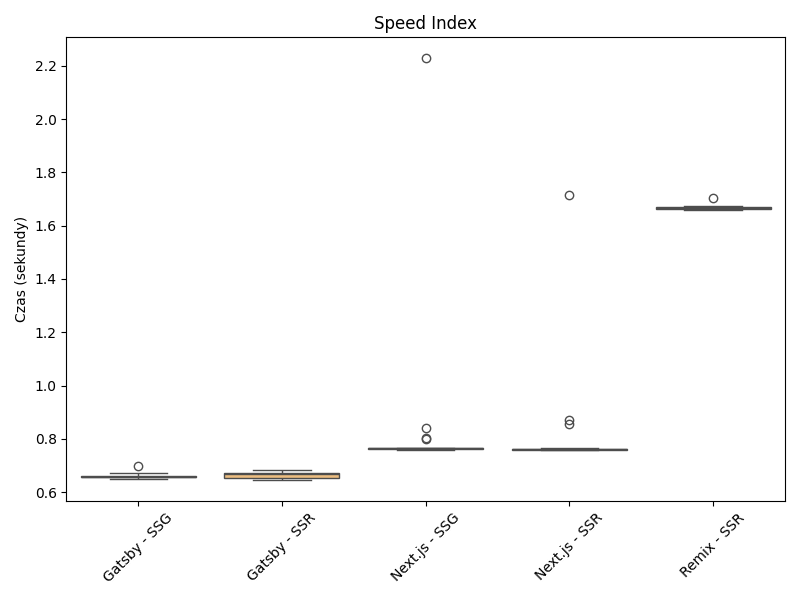 Speed Index
Czas (sekundy)
2.2
2.0
1.8
1.6
1.4
1.2
1.0
0.8
0.6
Gatsby - SSG
Gatsby - SSR
Next.js - SSG
Next.js - SSR
Remix - SSR